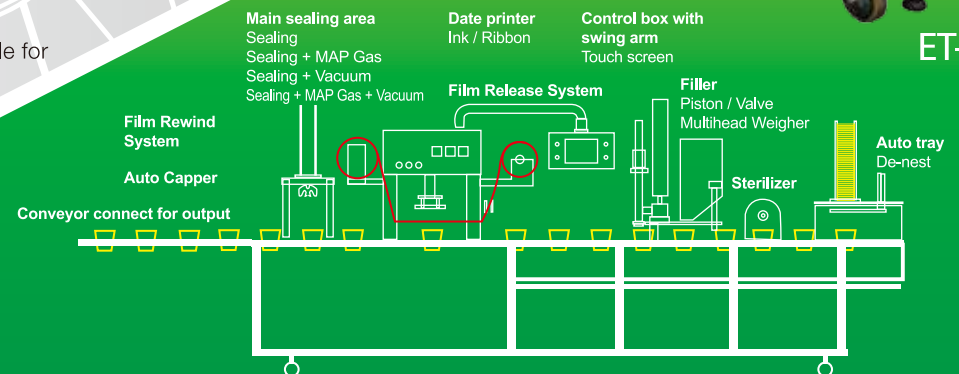 le for
Main sealing area
Sealing
Sealing + MAP Gas
Sealing + Vacuum
Sealing + MAP Gas + Vacuum
Date printer
Ink / Ribbon
Control box with
swing arm
Touch screen
ET-
Film Release System
Filler
Piston / Valve
Multihead Weigher
Film Rewind
System
Auto tray
De-nest
Auto Capper
Sterilizer
Conveyor connect for output